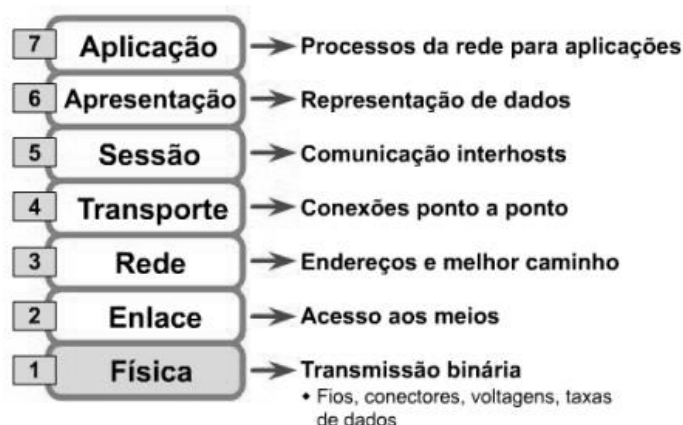 7 Aplicação Processos da rede para aplicações
6 Apresentação Representação de dados
5 Sessão Comunicação interhosts
4 Transporte Conexões ponto a ponto
3 Rede Endereços e melhor caminho
2 Enlace Acesso aos meios
1 Física Transmissão binária
• Fios, conectores, voltagens, taxas
de dados